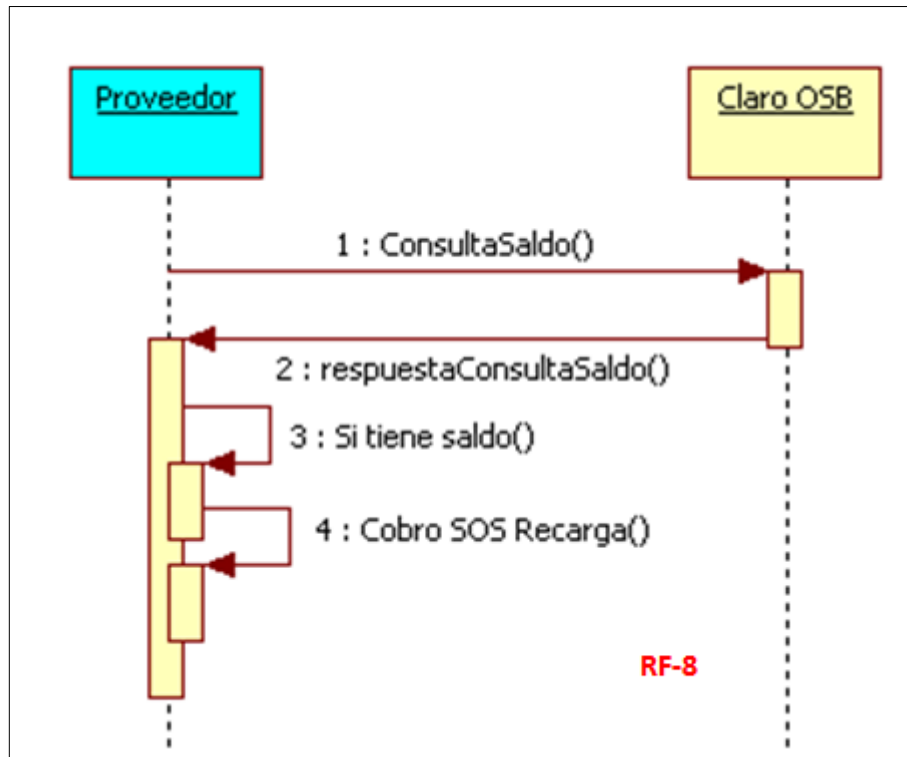 Proveedor
Claro OSB
1 : ConsultaSaldo()
2 : respuestaConsultaSaldo()
3 : Si tiene saldo()
4 : Cobro SOS Recarga()
RF-8